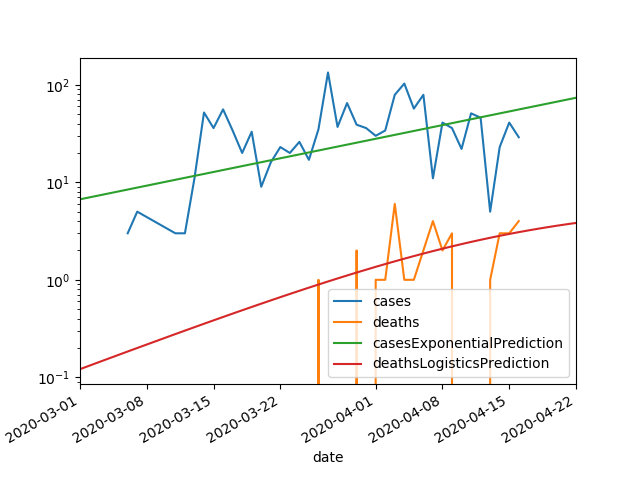 10²
10¹
10⁰
10⁻¹
2020-03-01
2020-03-08
2020-03-15
2020-03-22
2020-04-01
2020-04-08
2020-04-15
2020-04-22
date
cases
deaths
casesExponentialPrediction
deathsLogisticsPrediction